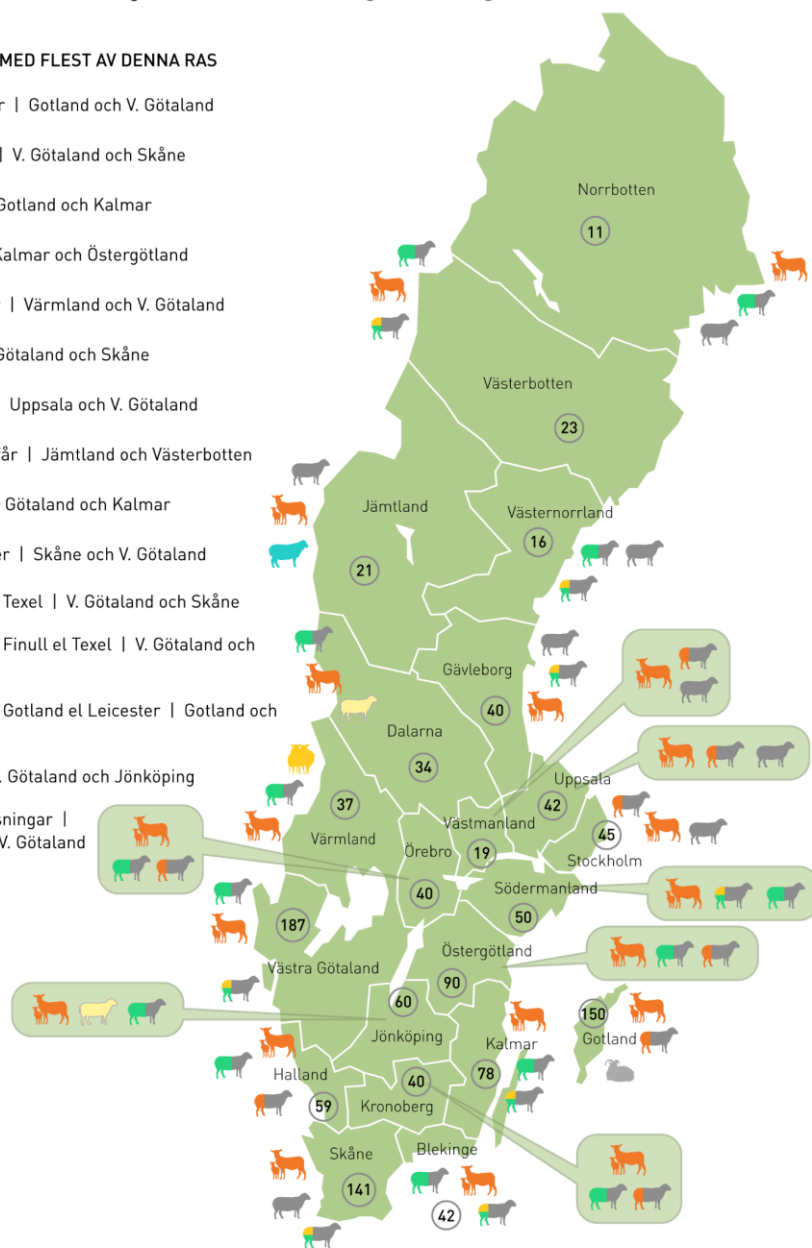 MED FLEST AV DENNA RAS
| Gotland och V. Götaland
| V. Götaland och Skåne
Gotland och Kalmar
Kalmar och Östergötland
| Värmland och V. Götaland
Götaland och Skåne
Uppsala och V. Götaland
får | Jämtland och Västerbotten
Götaland och Kalmar
er | Skåne och V. Götaland
Texel | V. Götaland och Skåne
Finull el Texel | V. Götaland och
Gotland el Leicester | Gotland och
. Götaland och Jönköping
sningar |
V. Götaland
Norrbotten
11
Västerbotten
23
Jämtland
21
Västernorrland
16
Gävleborg
40
Dalarna
34
Uppsala
42
Värmland
37
Västmanland
19
Stockholm
45
Örebro
40
Södermanland
50
187
Västra Götaland
Östergötland
90
60
Jönköping
150
Gotland
Kalmar
78
Halland
59
40
Kronoberg
Skåne
141
Blekinge
42